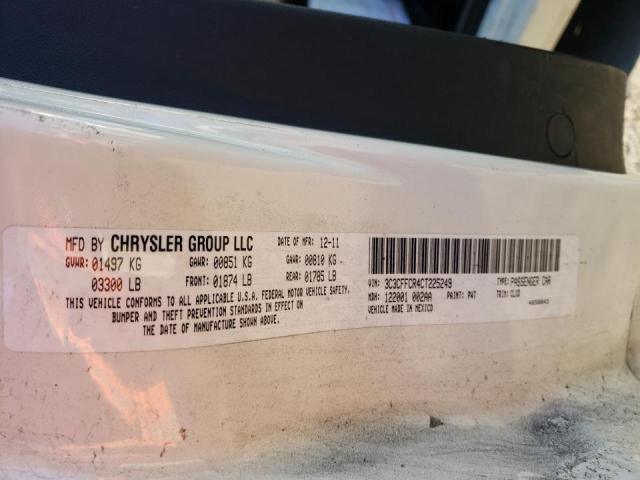 MFD BY CHRYSLER GROUP LLC DATE OF MFR: 12-11
GVWR: 01497 KG GAWR: 00851 KG GAWR: 00810 KG
03300 LB FRONT: 01874 LB REAR: 01785 LB
THIS VEHICLE CONFORMS TO ALL APPLICABLE U.S.A. FEDERAL MOTOR VEHICLE SAFETY,
BUMPER AND THEFT PREVENTION STANDARDS IN EFFECT ON
THE DATE OF MANUFACTURE SHOWN ABOVE.
VIN: 3C3CFFCR4CT225249 TYPE: PASSENGER CAR
MDH: 122001 002AA PAINT: PW7 TRIM: CLUD
VEHICLE MADE IN MEXICO